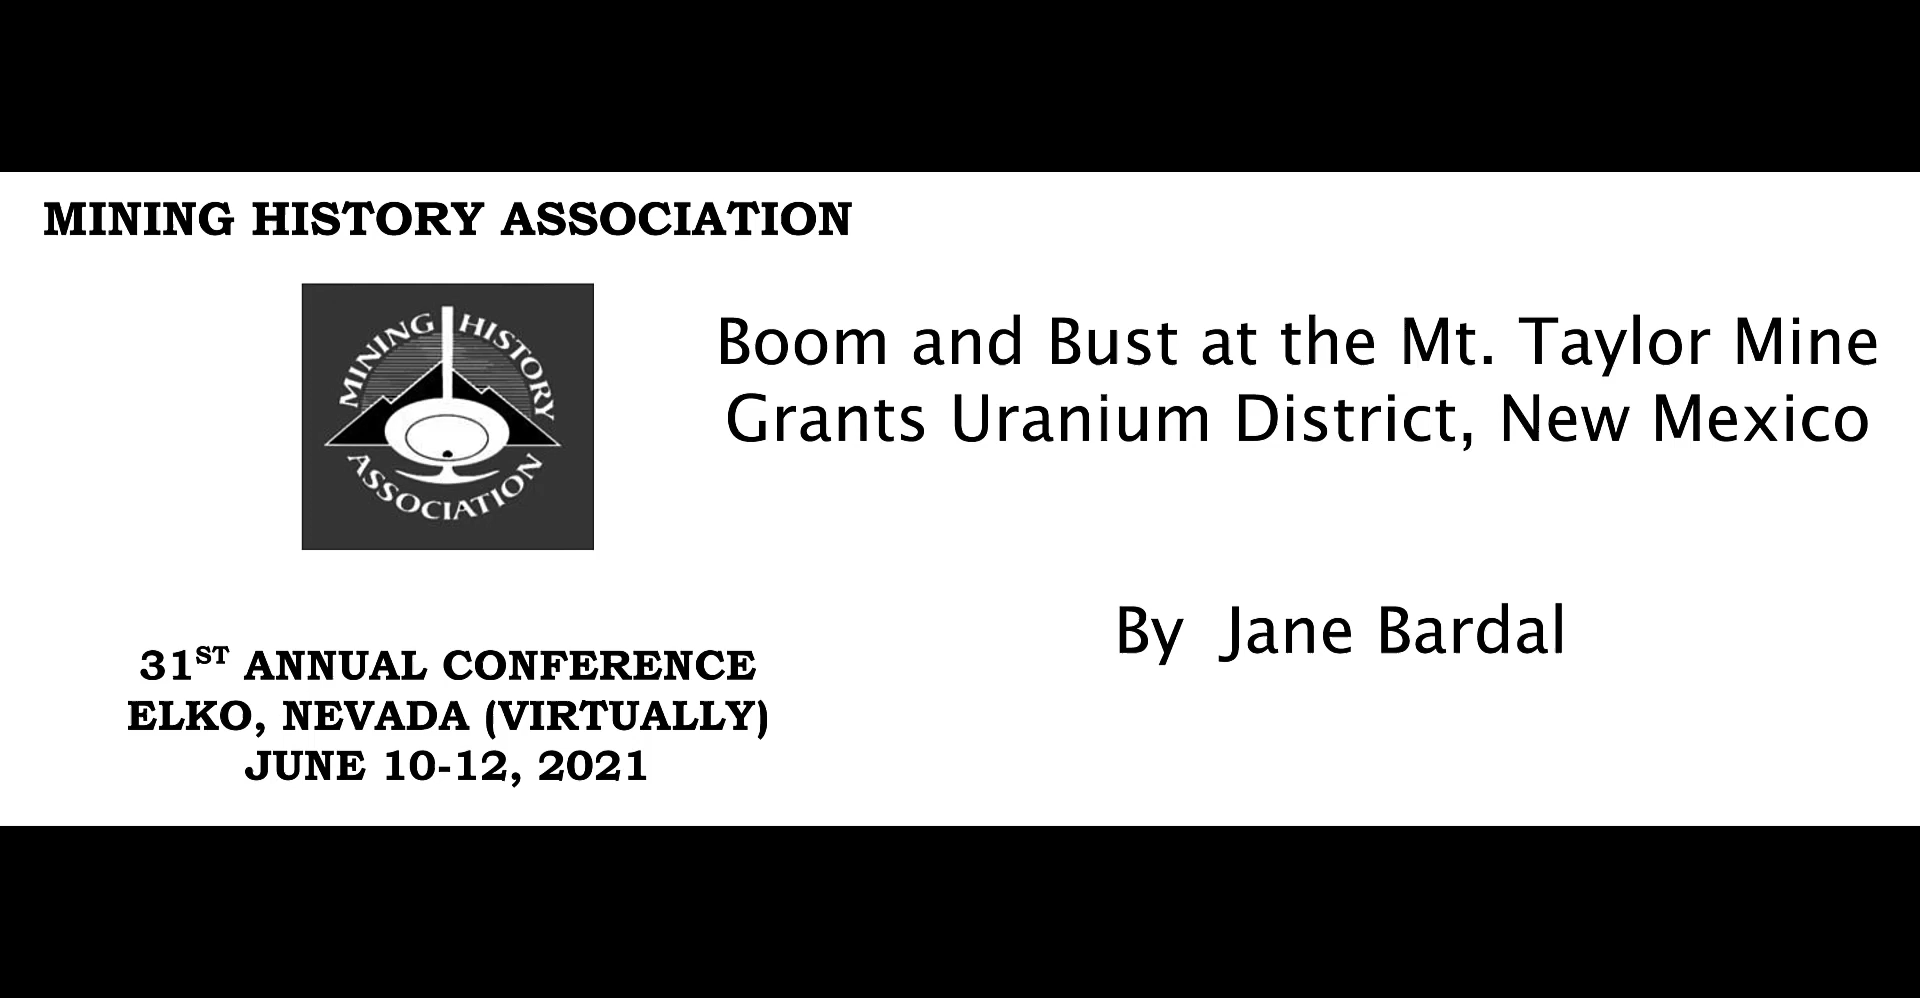 MINING HISTORY ASSOCIATION
MINING HISTORY
ASSOCIATION
Boom and Bust at the Mt. Taylor Mine
Grants Uranium District, New Mexico
By Jane Bardal
31ST ANNUAL CONFERENCE
ELKO, NEVADA (VIRTUALLY)
JUNE 10-12, 2021